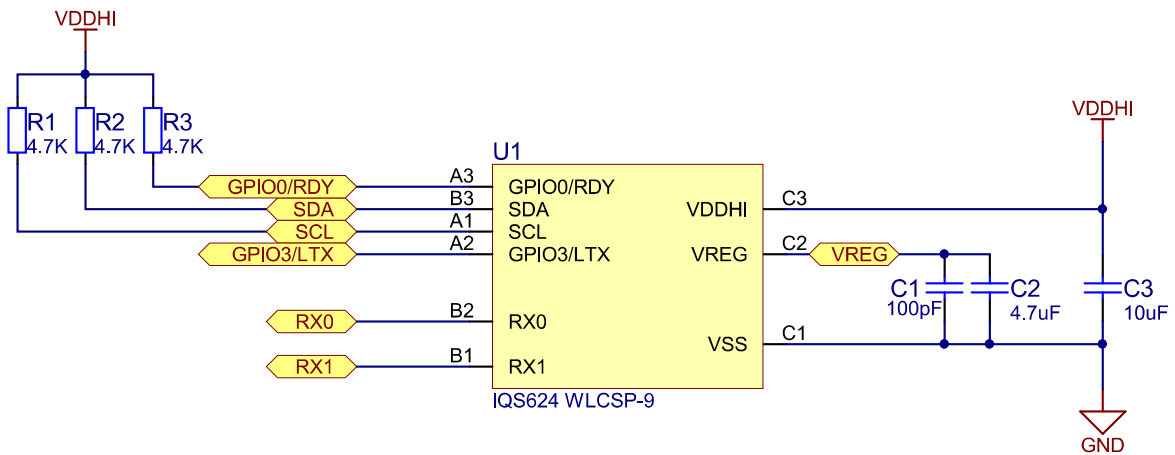 VDDHI
R1
4.7K
R2
4.7K
R3
4.7K
GPIO0/RDY
SDA
SCL
GPIO3/LTX
RX0
RX1
A3
B3
A1
A2
B2
B1
U1
GPIO0/RDY
SDA
SCL
GPIO3/LTX
RX0
RX1
VDDHI
VREG
VSS
IQS624 WLCSP-9
C3
C2
C1
VREG
C1
100pF
C2
4.7uF
VDDHI
C3
10uF
GND